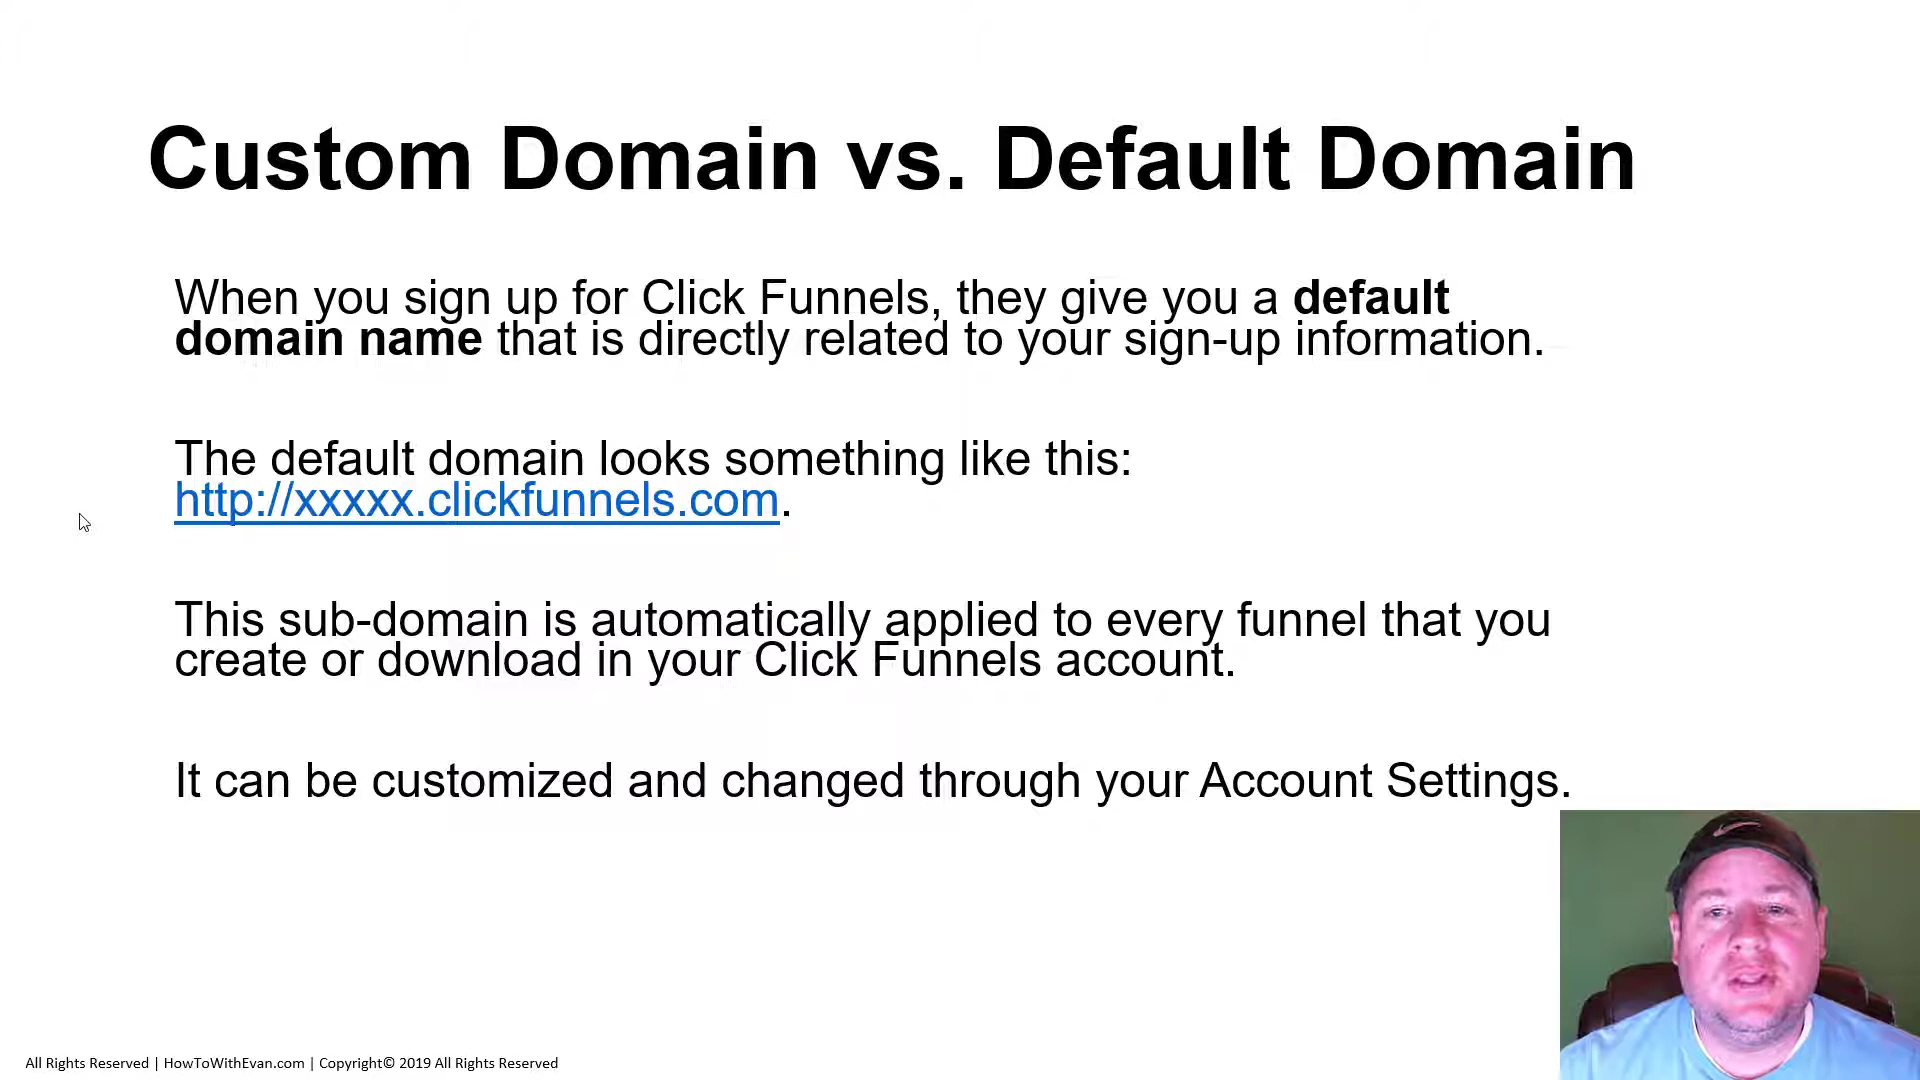 Custom Domain vs. Default Domain
When you sign up for Click Funnels, they give you a default
domain name that is directly related to your sign-up information.
The default domain looks something like this:
http://xxxxx.clickfunnels.com.
This sub-domain is automatically applied to every funnel that you
create or download in your Click Funnels account.
It can be customized and changed through your Account Settings.
All Rights Reserved | HowToWithEvan.com | Copyright© 2019 All Rights Reserved